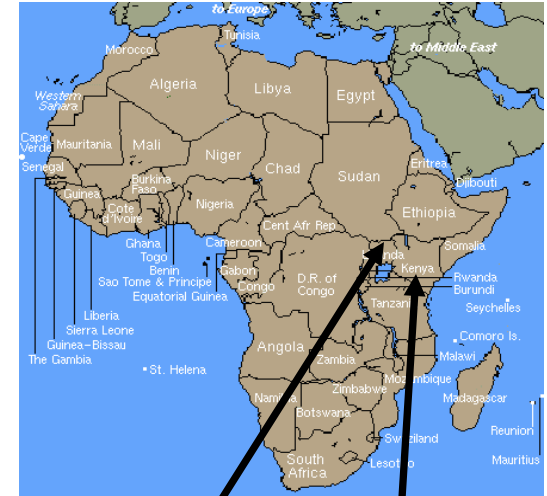 to Europe
Tunisia
Morocco
to Middle East
Algeria
Libya
Egypt
Western
Sahara
Cape
Verde
Mauritania
Mali
Niger
Chad
Sudan
Eritrea
Senegal
Burkina
Faso
Djibouti
Guinea
Cote
d'Ivoire
Nigeria
Ethiopia
Cent Afr Rep
Ghana
Togo
Benin
Cameroon
Somalia
Sao Tome & Principe
Equatorial Guinea
Gabon
Congo
D.R. of
Congo
Kenya
Rwanda
Burundi
Tanzani
Seychelles
Liberia
Sierra Leone
Guinea-Bissau
The Gambia
St. Helena
Angola
Zambia
Comoro Is.
Malawi
Mozambique
Zimbabwe
Madagascar
Botswana
Reunion
Mauritius
Swaziland
Lesotho
South
Africa